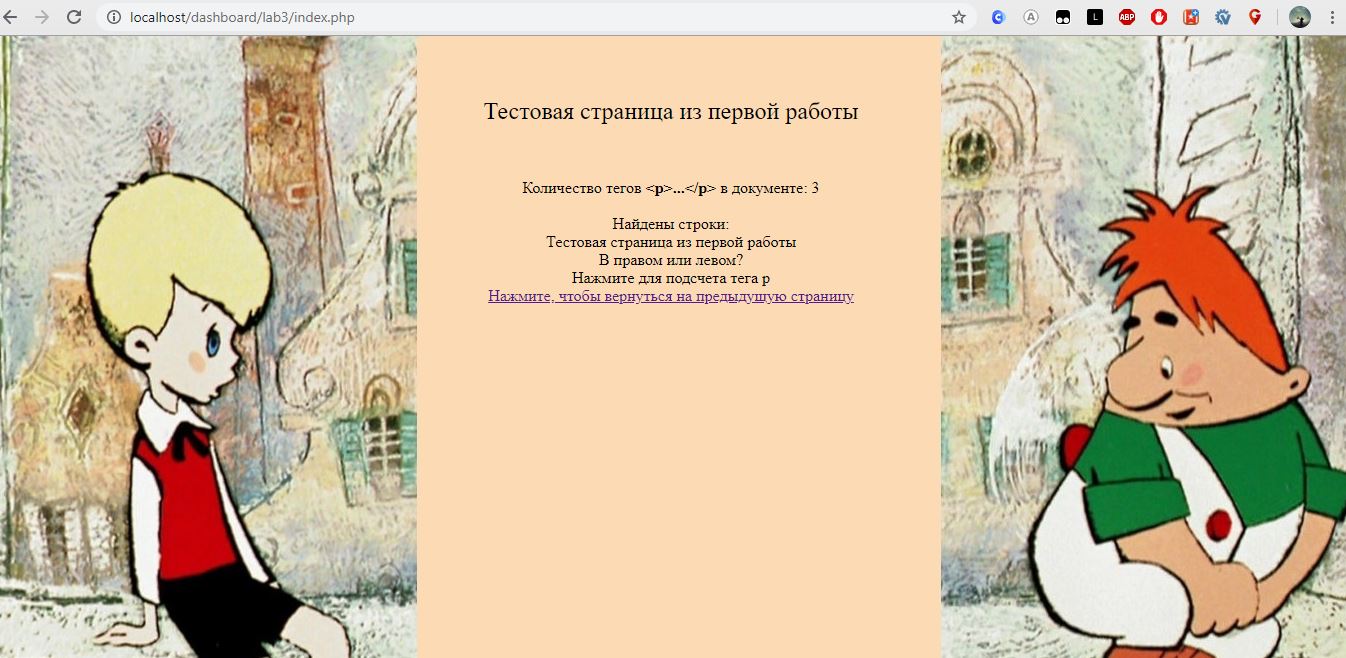 localhost/dashboard/lab3/index.php
A
L
ABP
G
Тестовая страница из первой работы
Количество тегов <p>...</p> в документе: 3
Найдены строки:
Тестовая страница из первой работы
В правом или левом?
Нажмите для подсчета тега p
Нажмите, чтобы вернуться на предыдущую страницу